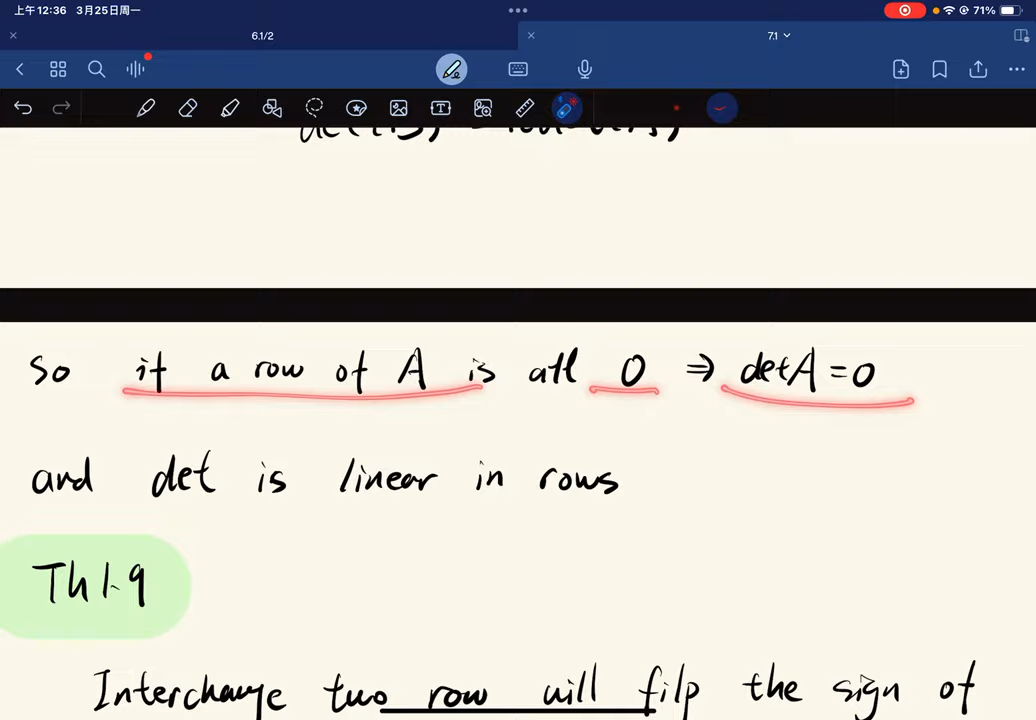 上午12:36 3月25日周一
71%
6.1/2
7.1
so if a row of A is all 0 ⇒ detA=0
and det is linear in rows
Th 1.9
Interchange two row will filp the sign of